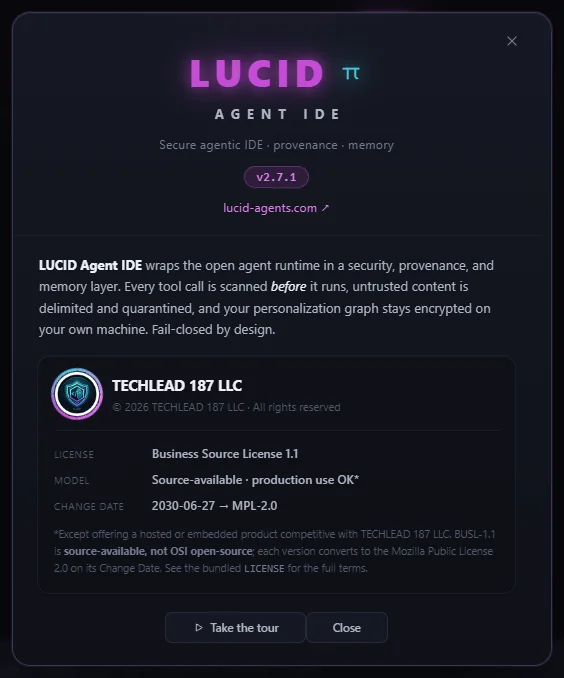 LUCID π
AGENT IDE
Secure agentic IDE · provenance · memory
v2.7.1
lucid-agents.com ↗
LUCID Agent IDE wraps the open agent runtime in a security, provenance, and
memory layer. Every tool call is scanned before it runs, untrusted content is
delimited and quarantined, and your personalization graph stays encrypted on
your own machine. Fail-closed by design.
TECHLEAD 187 LLC
© 2026 TECHLEAD 187 LLC · All rights reserved
LICENSE Business Source License 1.1
MODEL Source-available · production use OK*
CHANGE DATE 2030-06-27 → MPL-2.0
*Except offering a hosted or embedded product competitive with TECHLEAD 187 LLC. BUSL-1.1
is source-available, not OSI open-source; each version converts to the Mozilla Public License
2.0 on its Change Date. See the bundled LICENSE for the full terms.
Take the tour Close